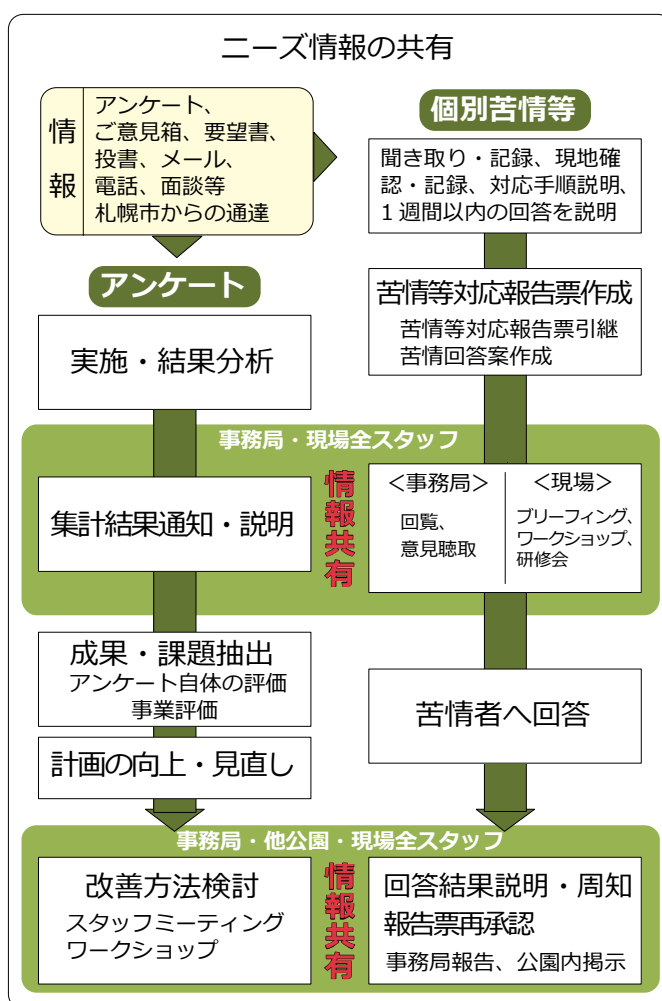 ニーズ情報の共有
情報
アンケート、
ご意見箱、要望書、
投書、メール、
電話、面談等
札幌市からの通達
個別苦情等
聞き取り・記録、現地確
認・記録、対応手順説明、
1週間以内の回答を説明
アンケート
実施・結果分析
苦情等対応報告票作成
苦情等対応報告票引継
苦情回答案作成
事務局・現場全スタッフ
集計結果通知・説明
情報共有
＜事務局＞
回覧、
意見聴取
＜現場＞
ブリーフィング、
ワークショップ、
研修会
成果・課題抽出
アンケート自体の評価
事業評価
計画の向上・見直し
苦情者へ回答
事務局・他公園・現場全スタッフ
改善方法検討
スタッフミーティング
ワークショップ
情報共有
回答結果説明・周知
報告票再承認
事務局報告、公園内掲示